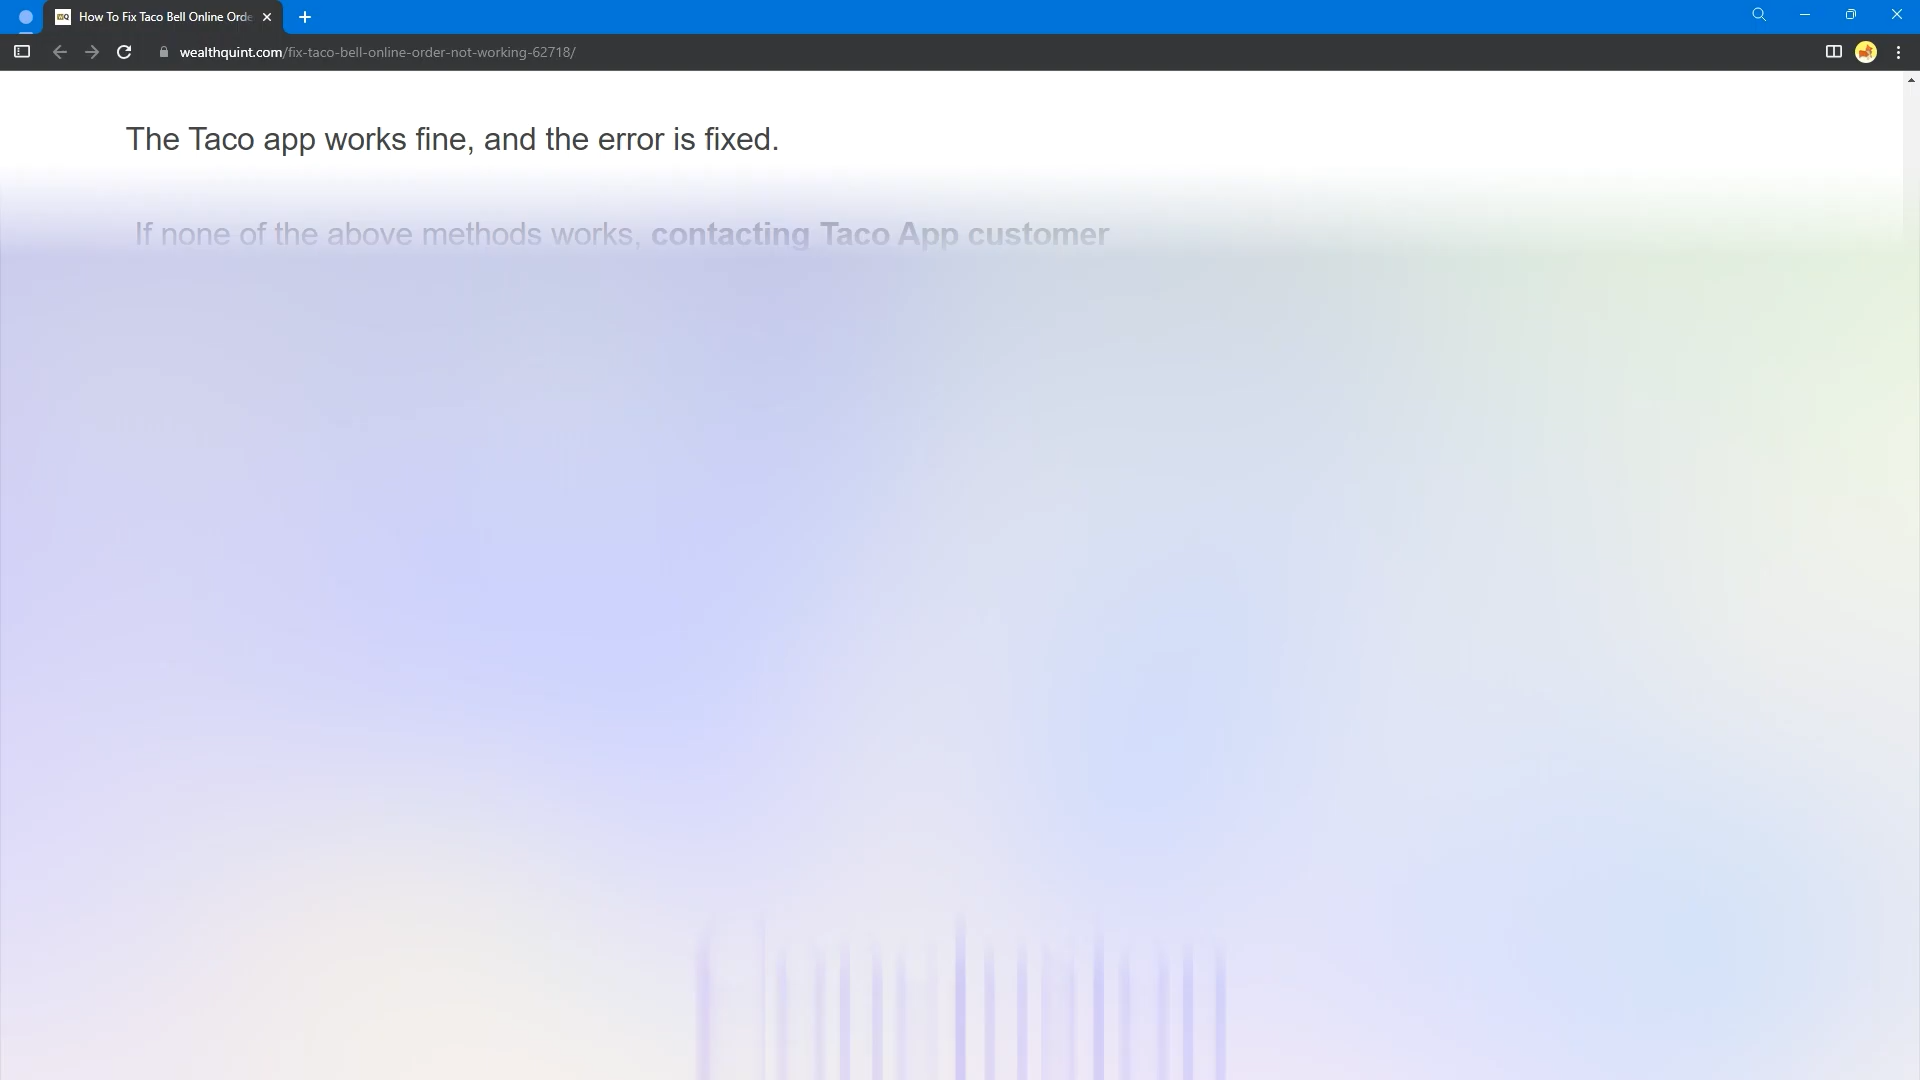 How To Fix Taco Bell Online Orde
wealthquint.com/fix-taco-bell-online-order-not-working-62718/
The Taco app works fine, and the error is fixed.
If none of the above methods works, contacting Taco App customer